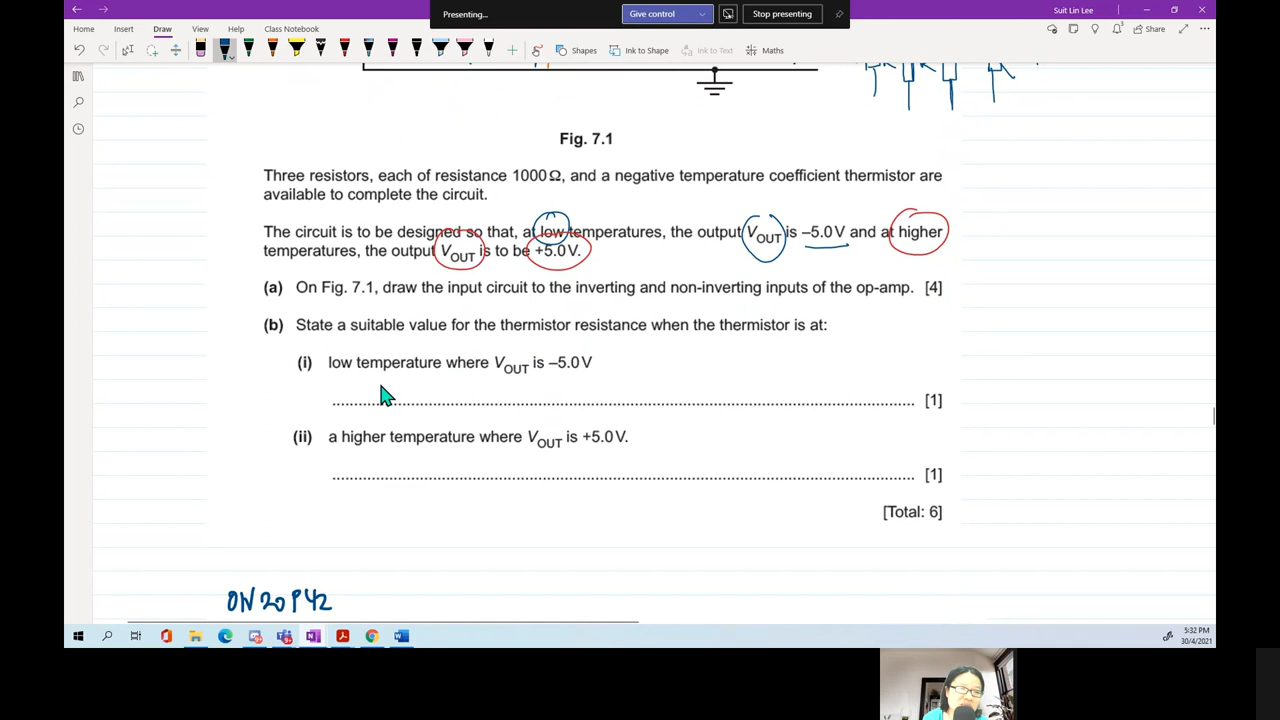 Presenting...
Give control
Stop presenting
Suit Lin Lee
Home
Insert
Draw
View
Help
Class Notebook
Share
Shapes
Ink to Shape
Ink to Text
Maths
Fig. 7.1
Three resistors, each of resistance 1000 Ω, and a negative temperature coefficient thermistor are
available to complete the circuit.
The circuit is to be designed so that, at low temperatures, the output VOUT is –5.0 V and at higher
temperatures, the output VOUT is to be +5.0 V.
(a) On Fig. 7.1, draw the input circuit to the inverting and non-inverting inputs of the op-amp. [4]
(b) State a suitable value for the thermistor resistance when the thermistor is at:
(i) low temperature where VOUT is –5.0 V
[1]
(ii) a higher temperature where VOUT is +5.0 V.
[1]
[Total: 6]
ON20P42
5:32 PM
30/4/2021